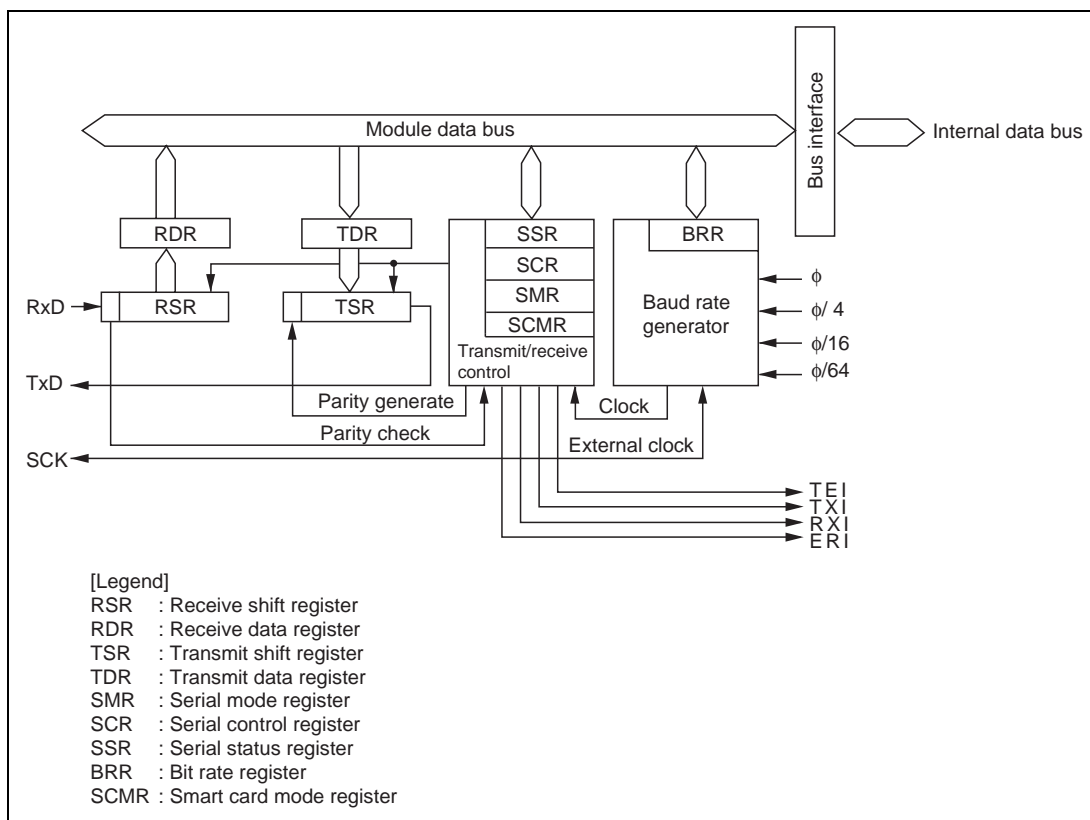 Bus interface
Module data bus
Internal data bus
RDR
TDR
SSR
BRR
SCR
SMR
SCMR
RxD
RSR
TSR
Baud rate
generator
ϕ
ϕ/ 4
ϕ/16
ϕ/64
Transmit/receive
control
TxD
Parity generate
Clock
Parity check
External clock
SCK
TEI
TXI
RXI
ERI
[Legend]
RSR : Receive shift register
RDR : Receive data register
TSR : Transmit shift register
TDR : Transmit data register
SMR : Serial mode register
SCR : Serial control register
SSR : Serial status register
BRR : Bit rate register
SCMR : Smart card mode register